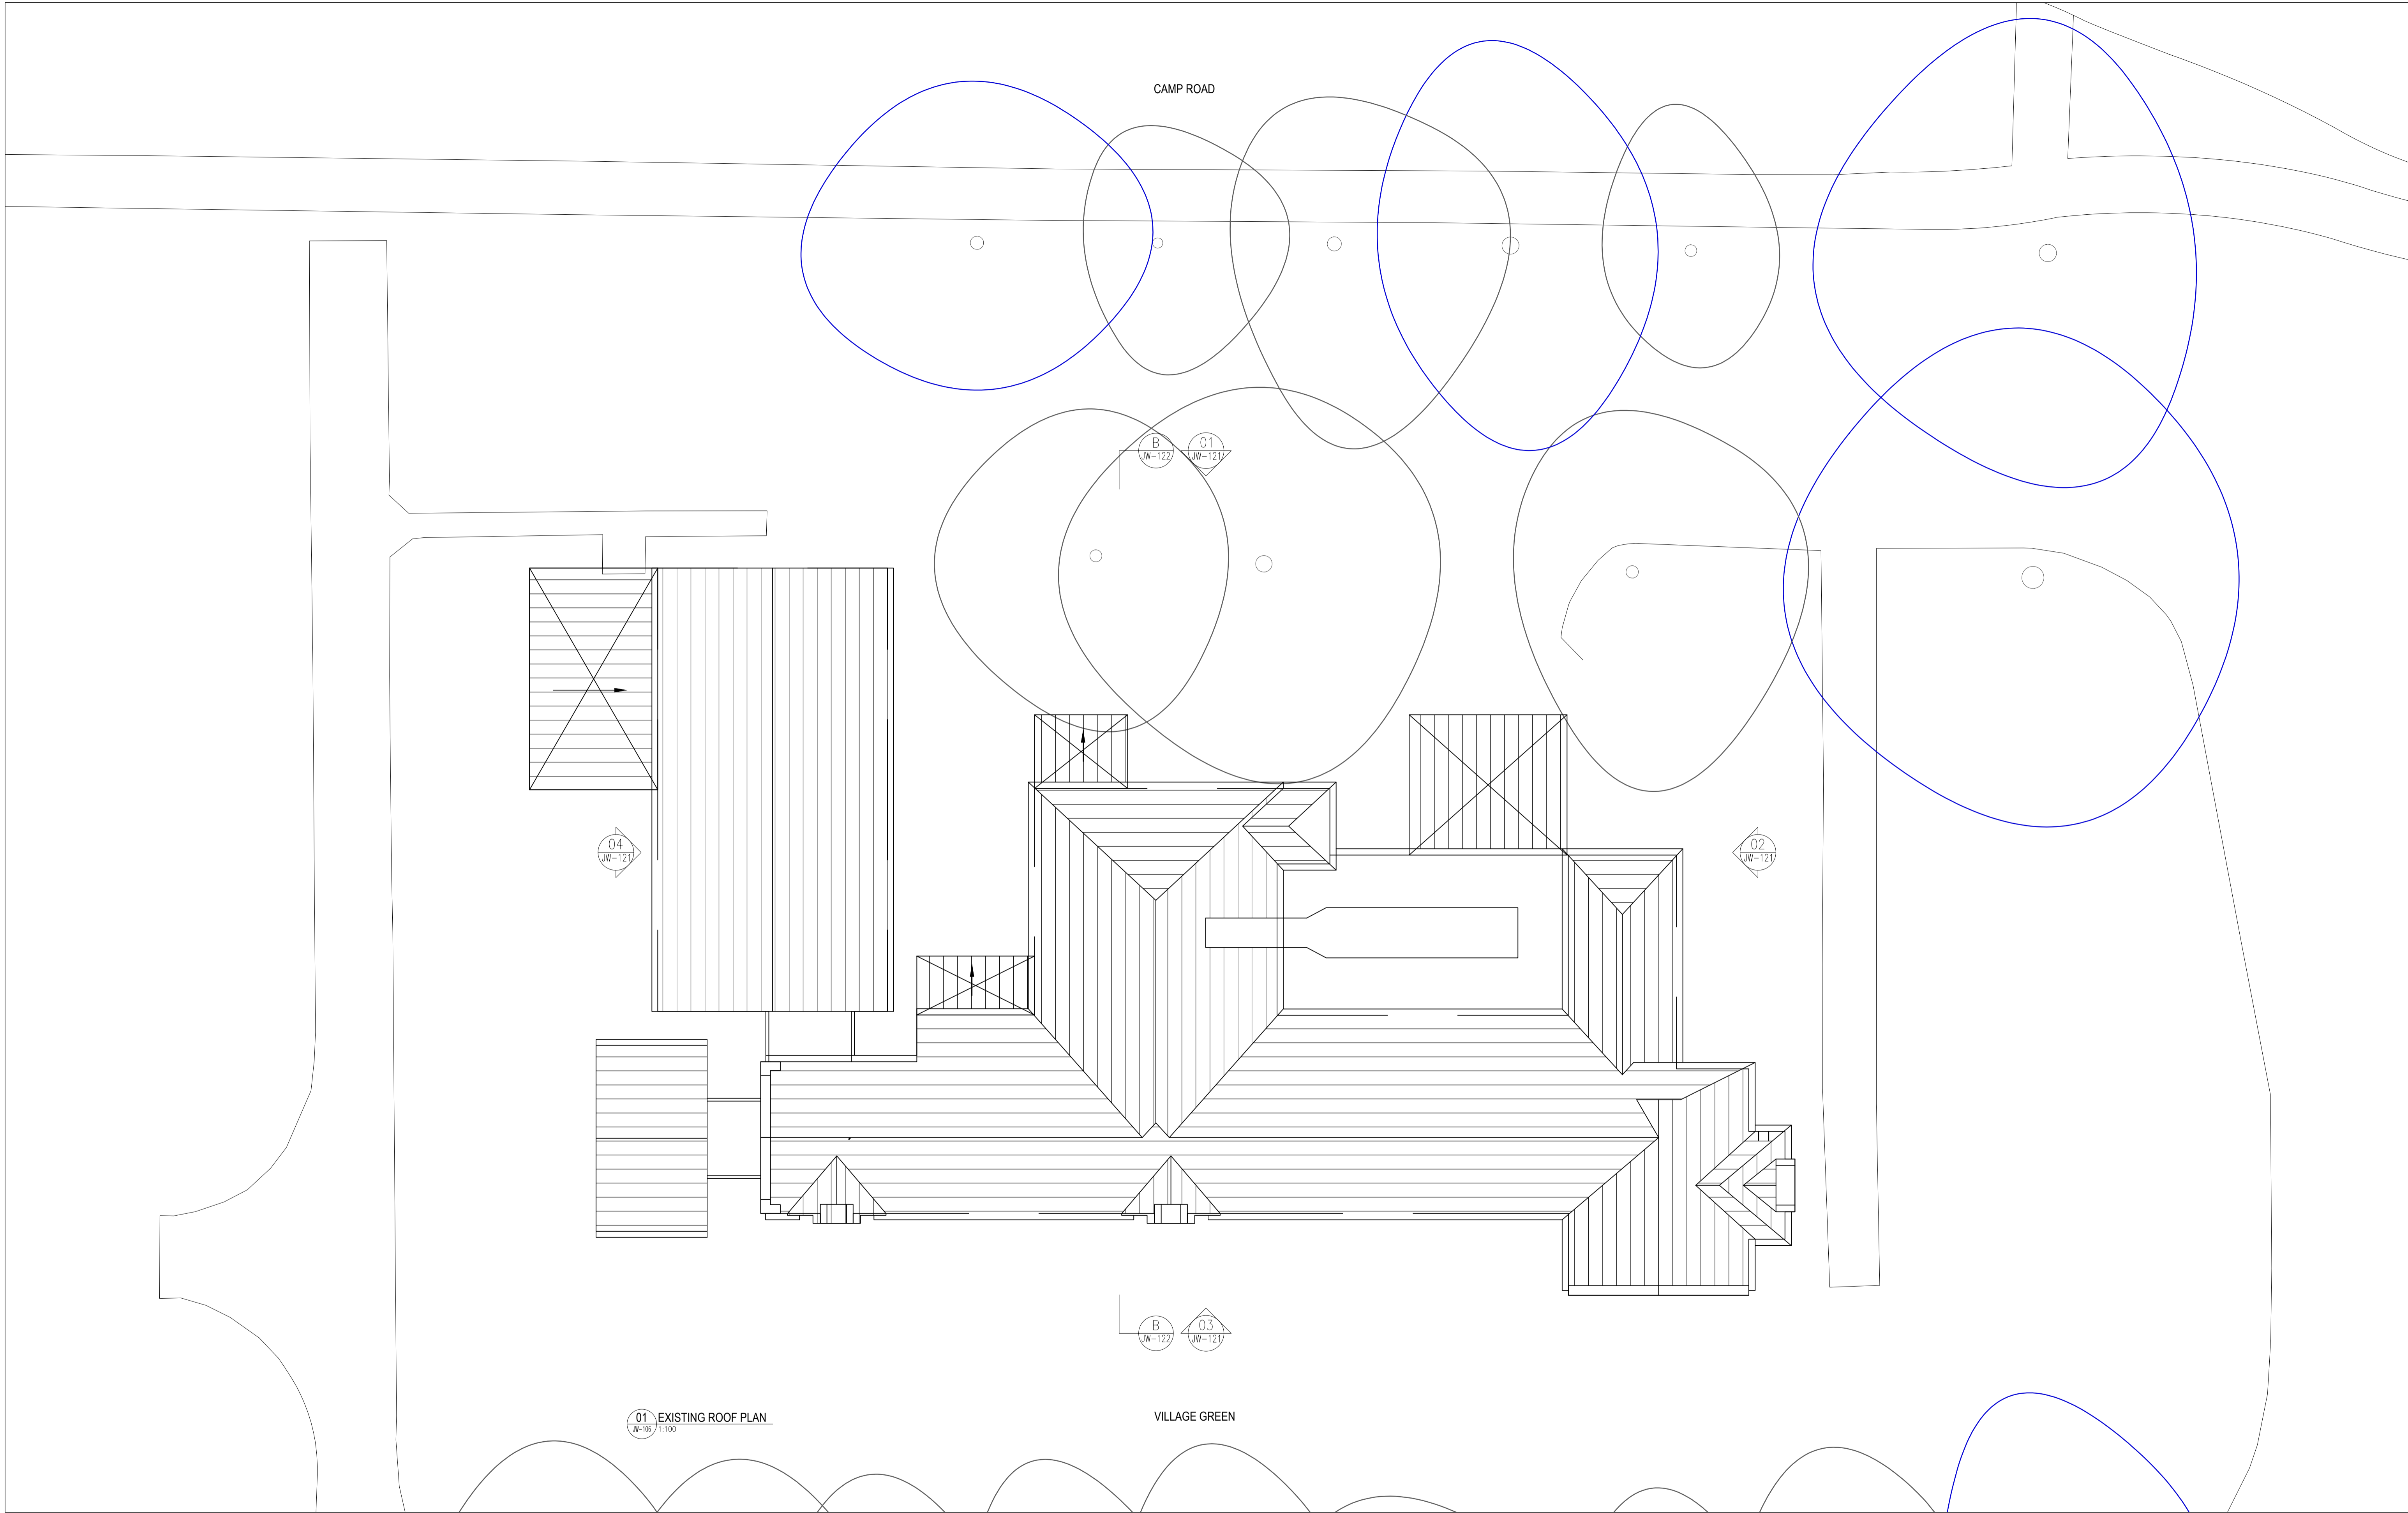 CAMP ROAD
B
JW-122
01
JW-121
04
JW-121
02
JW-121
B
JW-122
03
JW-121
01
JW-106
EXISTING ROOF PLAN
1:100
VILLAGE GREEN